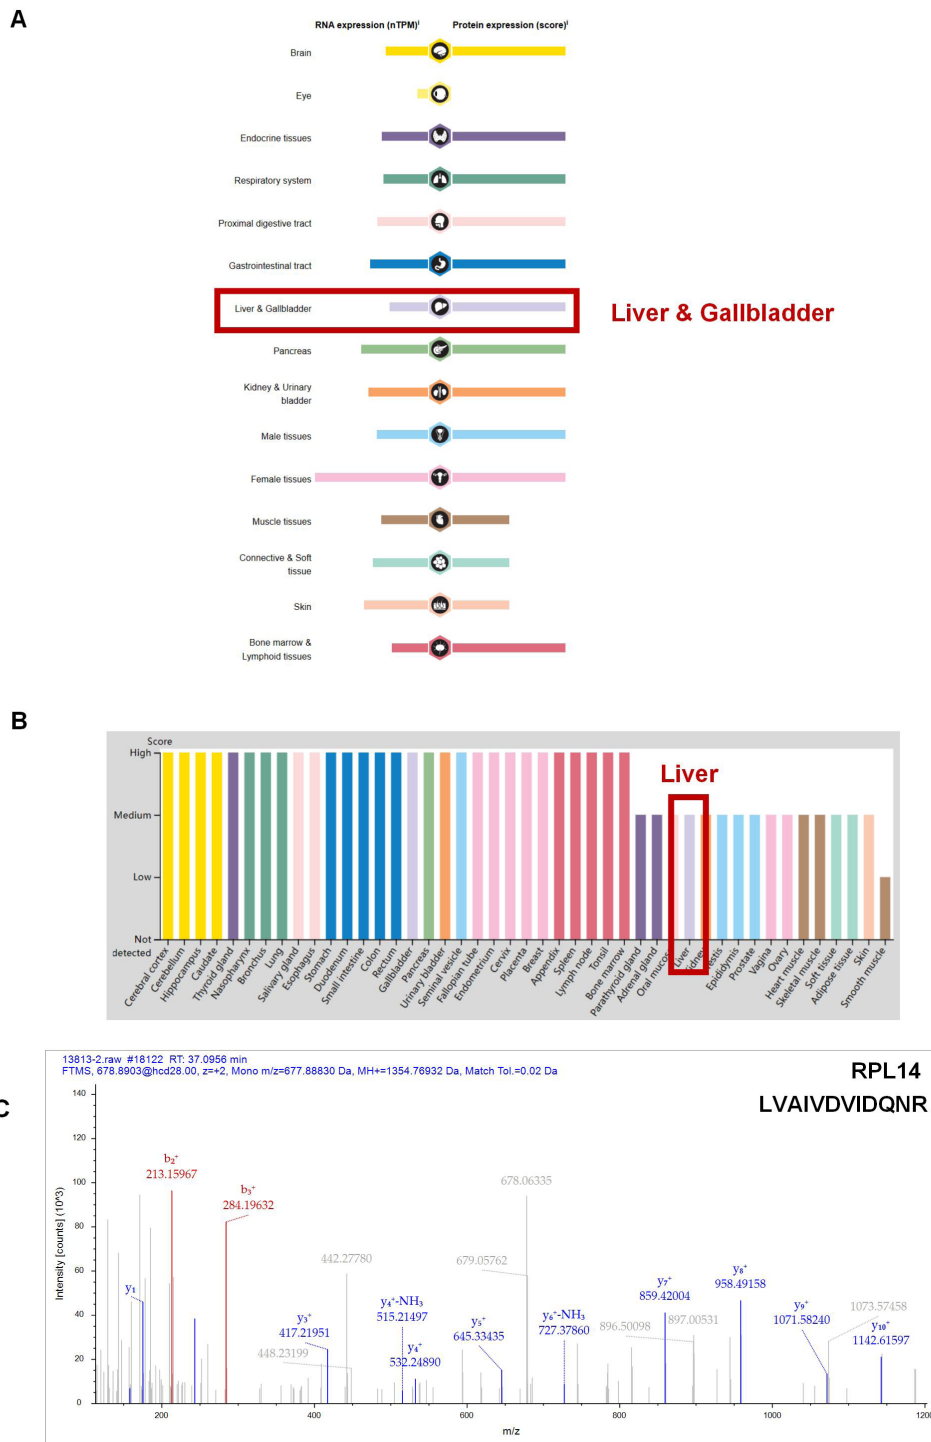 A
RNA expression (nTPM)ⁱ Protein expression (score)ⁱ
Brain
Eye
Endocrine tissues
Respiratory system
Proximal digestive tract
Gastrointestinal tract
Liver & Gallbladder
Liver & Gallbladder
Pancreas
Kidney & Urinary
bladder
Male tissues
Female tissues
Muscle tissues
Connective & Soft
tissue
Skin
Bone marrow &
Lymphoid tissues
B
Score
High
Medium
Low
Not
detected
Liver
Cerebral cortex
Cerebellum
Hippocampus
Caudate
Thyroid gland
Nasopharynx
Bronchus
Lung
Salivary gland
Esophagus
Stomach
Duodenum
Small intestine
Colon
Rectum
Gallbladder
Pancreas
Urinary bladder
Seminal vesicle
Fallopian tube
Endometrium
Cervix
Placenta
Breast
Appendix
Spleen
Lymph node
Tonsil
Bone marrow
Parathyroid gland
Adrenal gland
Oral mucos
Liver
Kidney
estis
Epididymis
Prostate
Vagina
Ovary
Heart muscle
Skeletal muscle
Soft tissue
Adipose tissue
Skin
Smooth muscle
C
13813-2.raw #18122 RT: 37.0956 min
FTMS, 678.8903@hcd28.00, z=+2, Mono m/z=677.88830 Da, MH+=1354.76932 Da, Match Tol.=0.02 Da
RPL14
LVAIVDVIDQNR
Intensity [counts] (10^3)
140
120
100
80
60
40
20
0
b₂⁺
213.15967
b₃⁺
284.19632
y₁
y₃⁺
417.21951
448.23199
442.27780
y₄⁺-NH₃
515.21497
y₄⁺
532.24890
y₅⁺
645.33435
679.05762
678.06335
y₆⁺-NH₃
727.37860
y₇⁺
859.42004
896.50098
897.00531
y₈⁺
958.49158
y₉⁺
1071.58240
1073.57458
y₁₀⁺
1142.61597
200 400 600 800 1000 1200
m/z